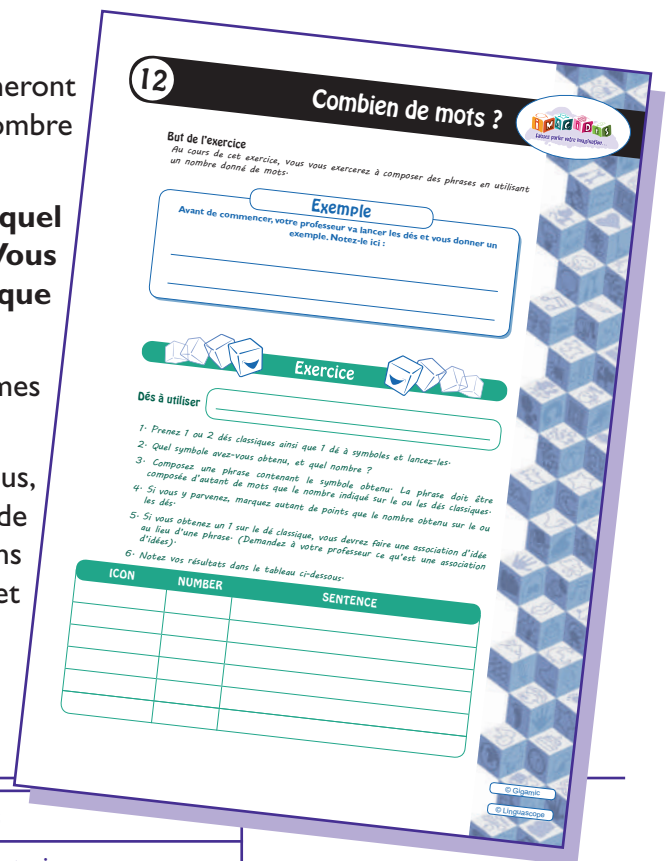 neront
ombre
quel
Vous
que
mes
us,
de
ns
et
12
Combien de mots ?
IMAGIDÉS
Laissez parler votre imagination...
But de l'exercice
Au cours de cet exercice, vous vous exercerez à composer des phrases en utilisant
un nombre donné de mots.
Exemple
Avant de commencer, votre professeur va lancer les dés et vous donner un
exemple. Notez-le ici :
Exercice
Dés à utiliser
1. Prenez 1 ou 2 dés classiques ainsi que 1 dé à symboles et lancez-les.
2. Quel symbole avez-vous obtenu, et quel nombre ?
3. Composez une phrase contenant le symbole obtenu. La phrase doit être
composée d'autant de mots que le nombre indiqué sur le ou les dés classiques.
4. Si vous y parvenez, marquez autant de points que le nombre obtenu sur le ou
les dés.
5. Si vous obtenez un 1 sur le dé classique, vous devrez faire une association d'idée
au lieu d'une phrase. (Demandez à votre professeur ce qu'est une association
d'idées).
6. Notez vos résultats dans le tableau ci-dessous.
ICON NUMBER SENTENCE
© Gigamic
© Linguascope